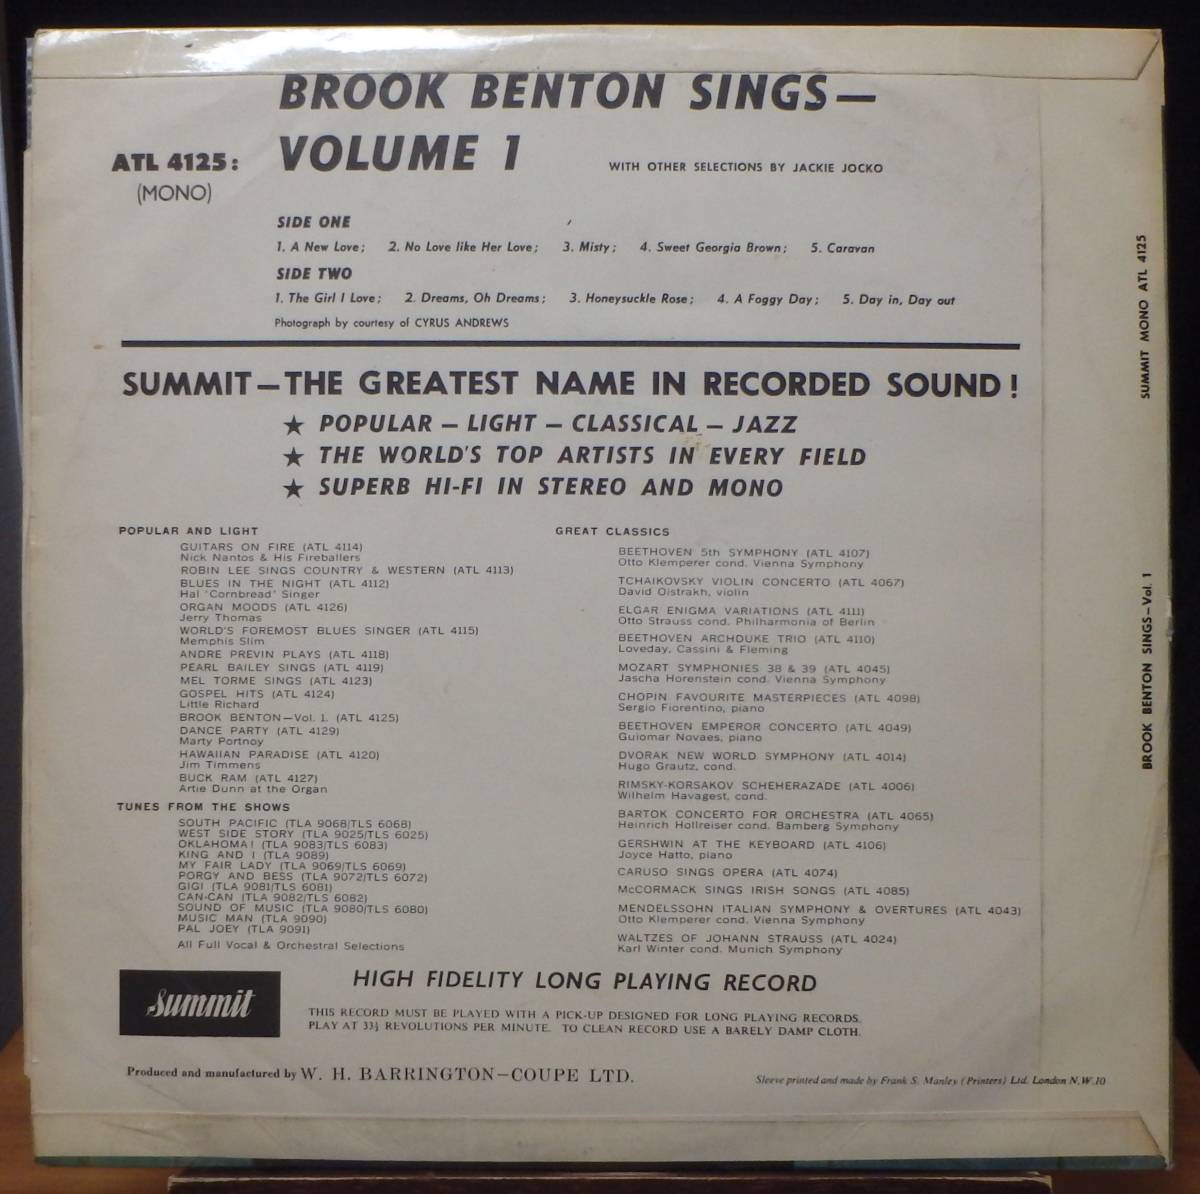 BROOK BENTON SINGS—
VOLUME 1
ATL 4125:
(MONO)
WITH OTHER SELECTIONS BY JACKIE JOCKO
SIDE ONE
1. A New Love; 2. No Love like Her Love; 3. Misty; 4. Sweet Georgia Brown; 5. Caravan
SIDE TWO
1. The Girl I Love; 2. Dreams, Oh Dreams; 3. Honeysuckle Rose; 4. A Foggy Day; 5. Day in, Day out
Photograph by courtesy of CYRUS ANDREWS
SUMMIT—THE GREATEST NAME IN RECORDED SOUND!
★ POPULAR — LIGHT — CLASSICAL — JAZZ
★ THE WORLD'S TOP ARTISTS IN EVERY FIELD
★ SUPERB HI-FI IN STEREO AND MONO
POPULAR AND LIGHT
GUITARS ON FIRE (ATL 4114)
Nick Nantos & His Fireballers
ROBIN LEE SINGS COUNTRY & WESTERN (ATL 4113)
BLUES IN THE NIGHT (ATL 4112)
Hal 'Cornbread' Singer
ORGAN MOODS (ATL 4126)
Jerry Thomas
WORLD'S FOREMOST BLUES SINGER (ATL 4115)
Memphis Slim
ANDRE PREVIN PLAYS (ATL 4118)
PEARL BAILEY SINGS (ATL 4119)
MEL TORME SINGS (ATL 4123)
GOSPEL HITS (ATL 4124)
Little Richard
BROOK BENTON—Vol. 1. (ATL 4125)
DANCE PARTY (ATL 4129)
Marty Portnoy
HAWAIIAN PARADISE (ATL 4120)
Jim Timmens
BUCK RAM (ATL 4127)
Artie Dunn at the Organ
TUNES FROM THE SHOWS
SOUTH PACIFIC (TLA 9068/TLS 6068)
WEST SIDE STORY (TLA 9025/TLS 6025)
OKLAHOMA! (TLA 9083/TLS 6083)
KING AND I (TLA 9089)
MY FAIR LADY (TLA 9069/TLS 6069)
PORGY AND BESS (TLA 9072/TLS 6072)
GIGI (TLA 9081/TLS 6081)
CAN-CAN (TLA 9082/TLS 6082)
SOUND OF MUSIC (TLA 9080/TLS 6080)
MUSIC MAN (TLA 9090)
PAL JOEY (TLA 9091)
All Full Vocal & Orchestral Selections
GREAT CLASSICS
BEETHOVEN 5th SYMPHONY (ATL 4107)
Otto Klemperer cond. Vienna Symphony
TCHAIKOVSKY VIOLIN CONCERTO (ATL 4067)
David Oistrakh, violin
ELGAR ENIGMA VARIATIONS (ATL 4111)
Otto Strauss cond. Philharmonia of Berlin
BEETHOVEN ARCHDUKE TRIO (ATL 4110)
Loveday, Cassini & Fleming
MOZART SYMPHONIES 38 & 39 (ATL 4045)
Jascha Horenstein cond. Vienna Symphony
CHOPIN FAVOURITE MASTERPIECES (ATL 4098)
Sergio Fiorentino, piano
BEETHOVEN EMPEROR CONCERTO (ATL 4049)
Guiomar Novaes, piano
DVORAK NEW WORLD SYMPHONY (ATL 4014)
Hugo Grautz, cond.
RIMSKY-KORSAKOV SCHEHERAZADE (ATL 4006)
Wilhelm Havagest, cond.
BARTOK CONCERTO FOR ORCHESTRA (ATL 4065)
Heinrich Hollreiser cond. Bamberg Symphony
GERSHWIN AT THE KEYBOARD (ATL 4106)
Joyce Hatto, piano
CARUSO SINGS OPERA (ATL 4074)
McCORMACK SINGS IRISH SONGS (ATL 4085)
MENDELSSOHN ITALIAN SYMPHONY & OVERTURES (ATL 4043)
Otto Klemperer cond. Vienna Symphony
WALTZES OF JOHANN STRAUSS (ATL 4024)
Karl Winter cond. Munich Symphony
summit
HIGH FIDELITY LONG PLAYING RECORD
THIS RECORD MUST BE PLAYED WITH A PICK-UP DESIGNED FOR LONG PLAYING RECORDS.
PLAY AT 33⅓ REVOLUTIONS PER MINUTE. TO CLEAN RECORD USE A BARELY DAMP CLOTH.
Produced and manufactured by W. H. BARRINGTON-COUPE LTD.
Sleeve printed and made by Frank S. Manley (Printers) Ltd. London N.W.10
SUMMIT MONO ATL 4125
BROOK BENTON SINGS—Vol. 1